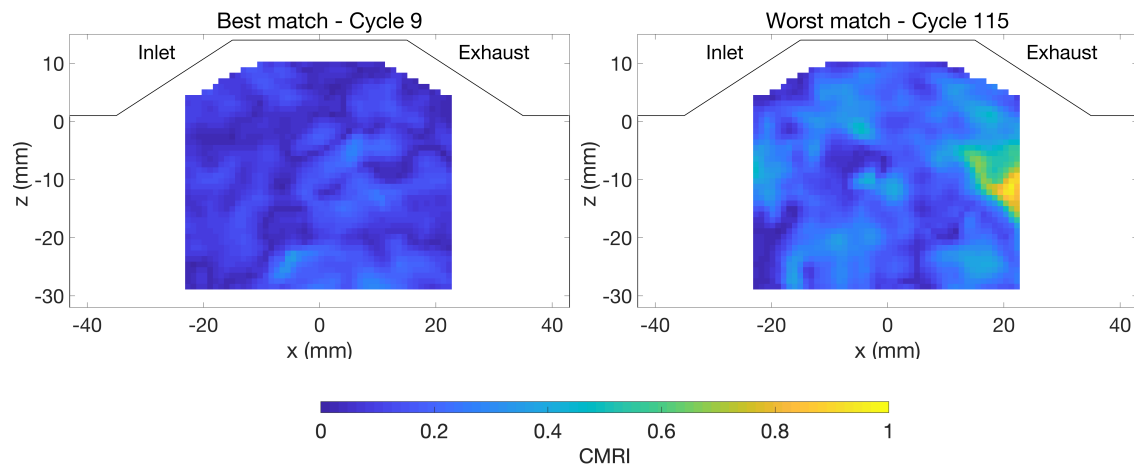 Best match - Cycle 9
Inlet
Exhaust
10
0
-10
-20
-30
z (mm)
-40
-20
0
20
40
x (mm)
Worst match - Cycle 115
Inlet
Exhaust
10
0
-10
-20
-30
z (mm)
-40
-20
0
20
40
x (mm)
0
0.2
0.4
0.6
0.8
1
CMRI